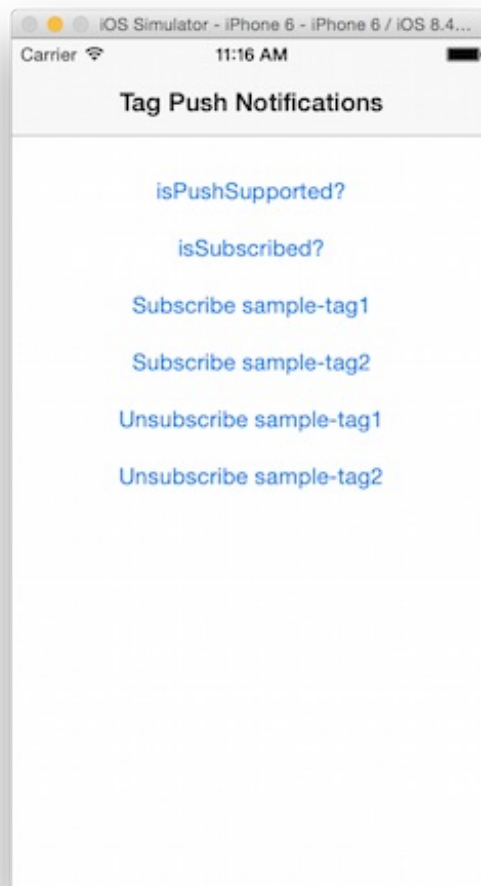 iOS Simulator - iPhone 6 - iPhone 6 / iOS 8.4...
Carrier 11:16 AM
Tag Push Notifications
isPushSupported?
isSubscribed?
Subscribe sample-tag1
Subscribe sample-tag2
Unsubscribe sample-tag1
Unsubscribe sample-tag2